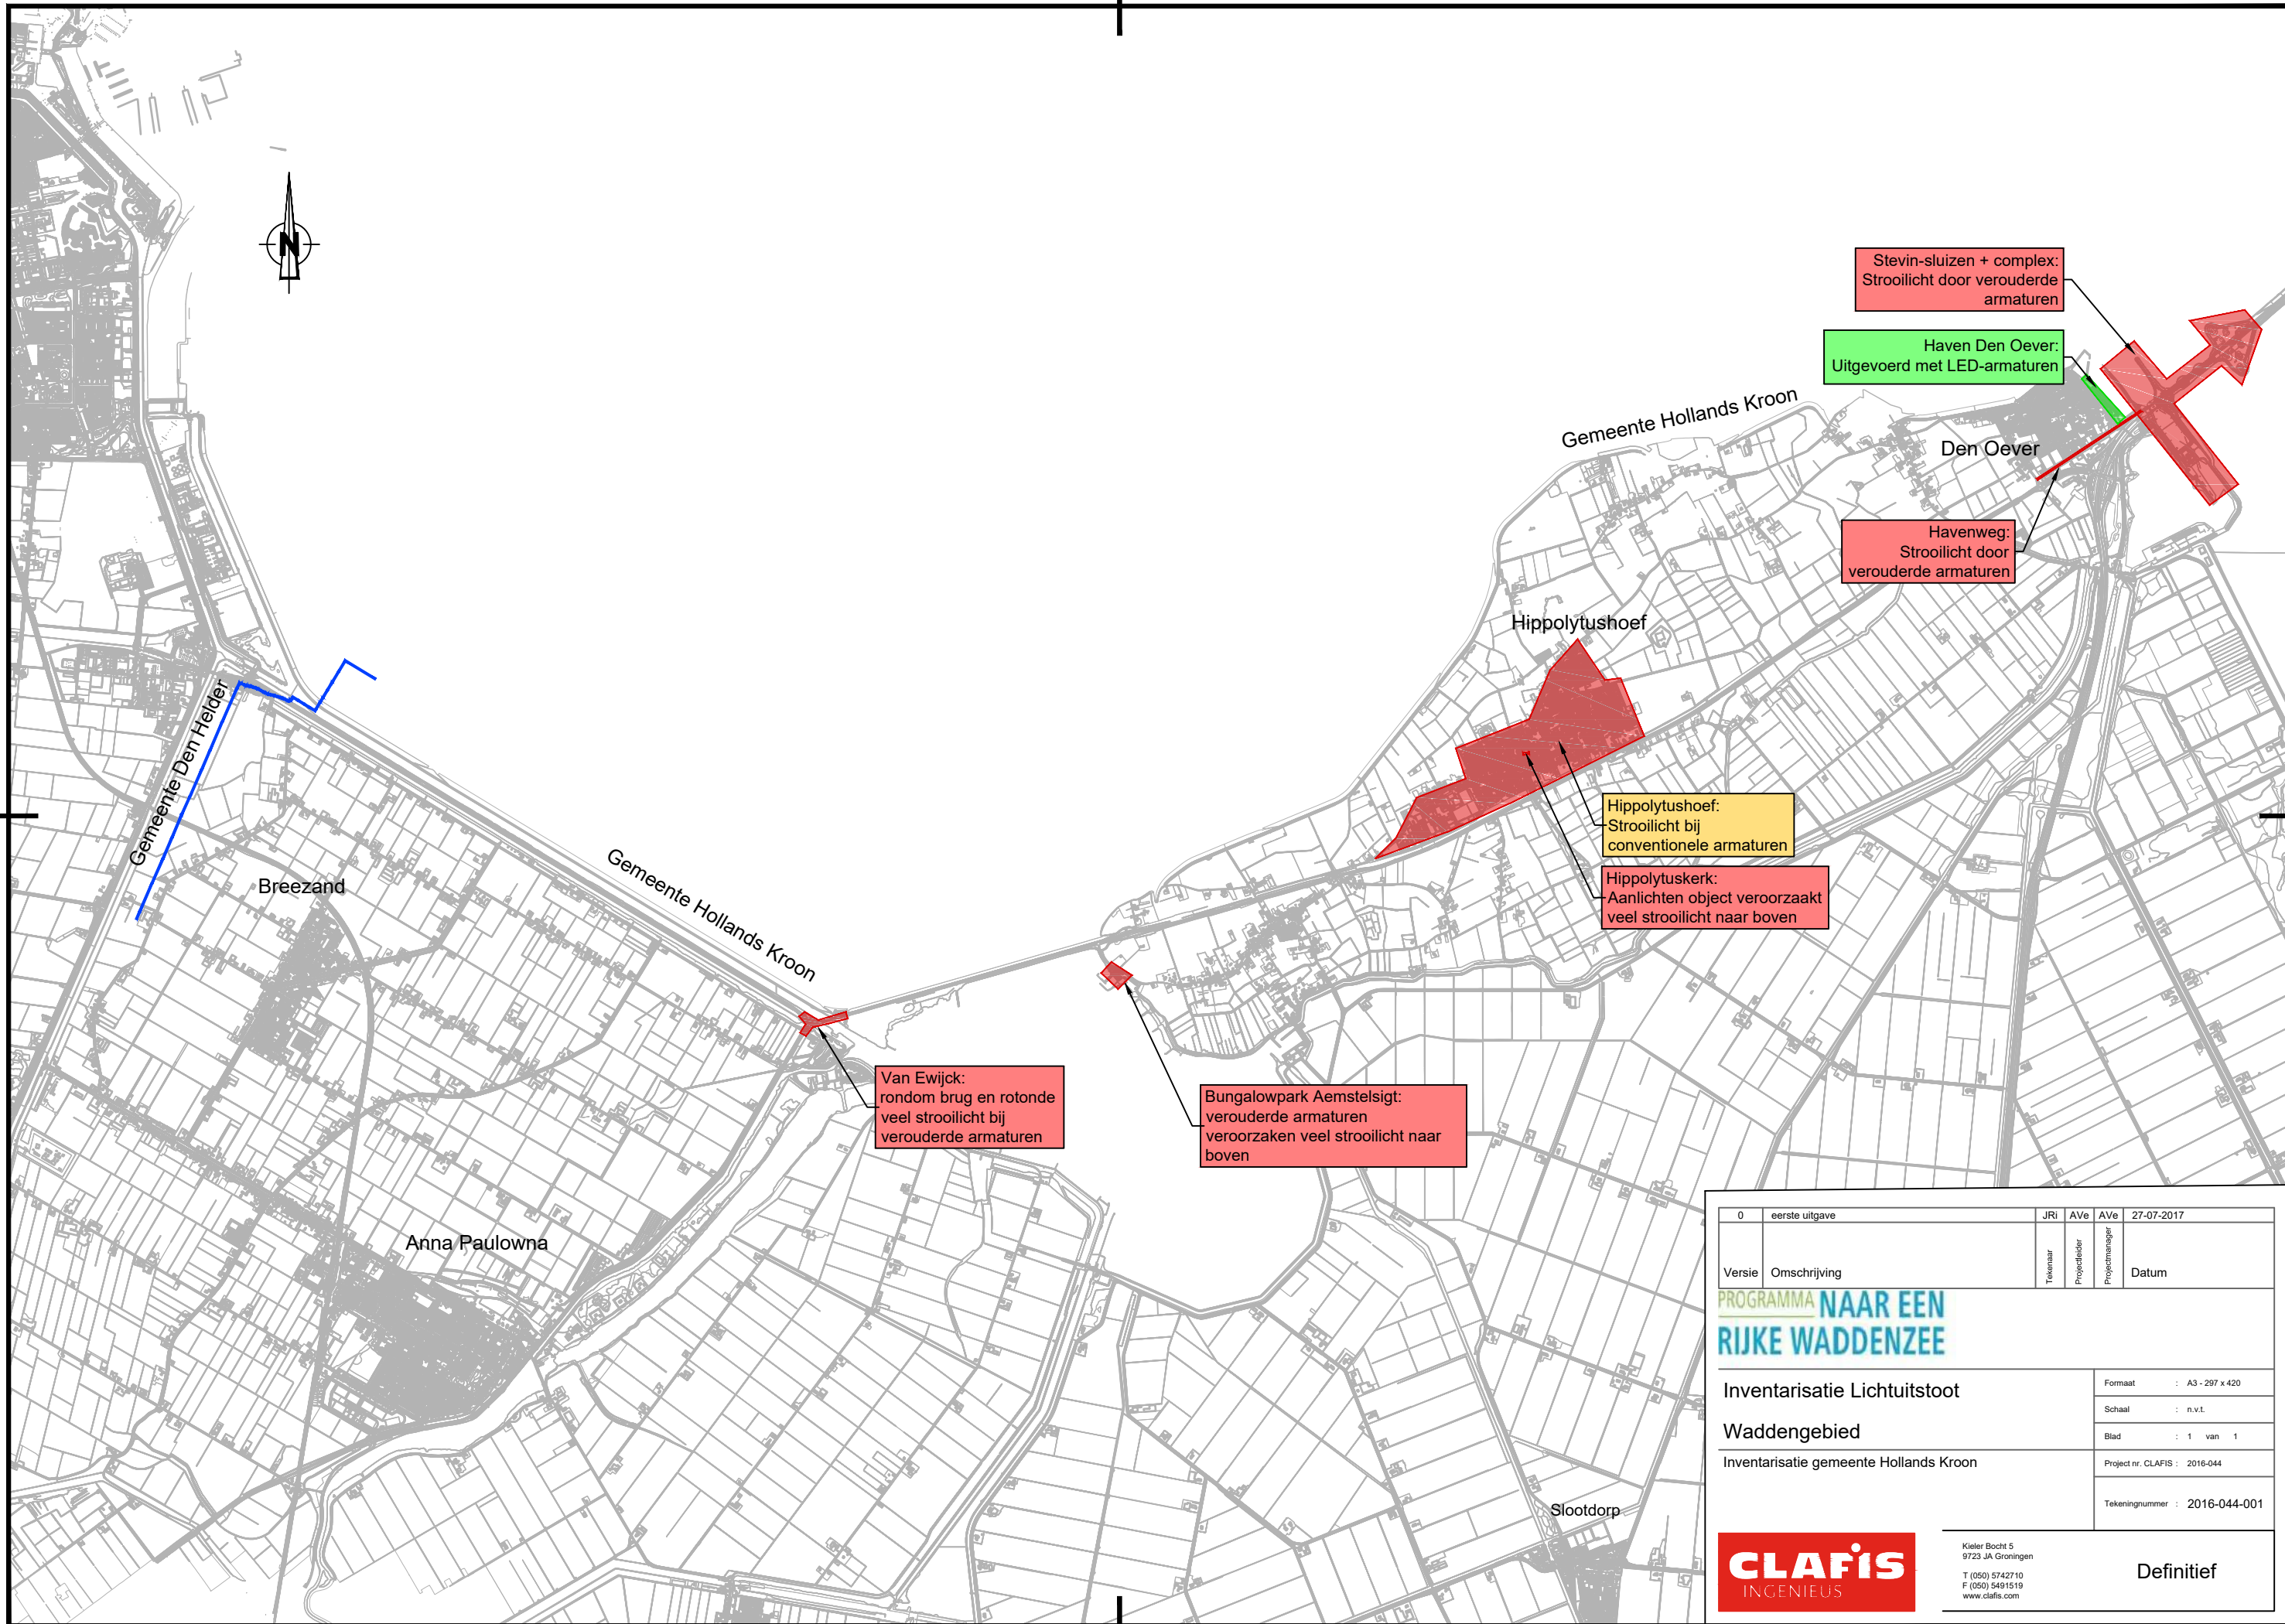 N
Stevin-sluizen + complex:
Strooilicht door verouderde
armaturen
Haven Den Oever:
Uitgevoerd met LED-armaturen
Gemeente Hollands Kroon
Den Oever
Havenweg:
Strooilicht door
verouderde armaturen
Hippolytushoef
Gemeente Den Helder
Hippolytushoef:
Strooilicht bij
conventionele armaturen
Hippolytuskerk:
Aanlichten object veroorzaakt
veel strooilicht naar boven
Breezand
Gemeente Hollands Kroon
Van Ewijck:
rondom brug en rotonde
veel strooilicht bij
verouderde armaturen
Bungalowpark Aemstelsigt:
verouderde armaturen
veroorzaken veel strooilicht naar
boven
Anna Paulowna
Slootdorp
0 eerste uitgave JRi AVe AVe 27-07-2017
Versie Omschrijving Tekenaar Projectleider Projectmanager Datum
PROGRAMMA NAAR EEN
RIJKE WADDENZEE
Inventarisatie Lichtuitstoot
Waddengebied
Inventarisatie gemeente Hollands Kroon
Formaat : A3 - 297 x 420
Schaal : n.v.t.
Blad : 1 van 1
Project nr. CLAFIS : 2016-044
Tekeningnummer : 2016-044-001
CLAFiS
INGENIEUS
Kieler Bocht 5
9723 JA Groningen
T (050) 5742710
F (050) 5491519
www.clafis.com
Definitief